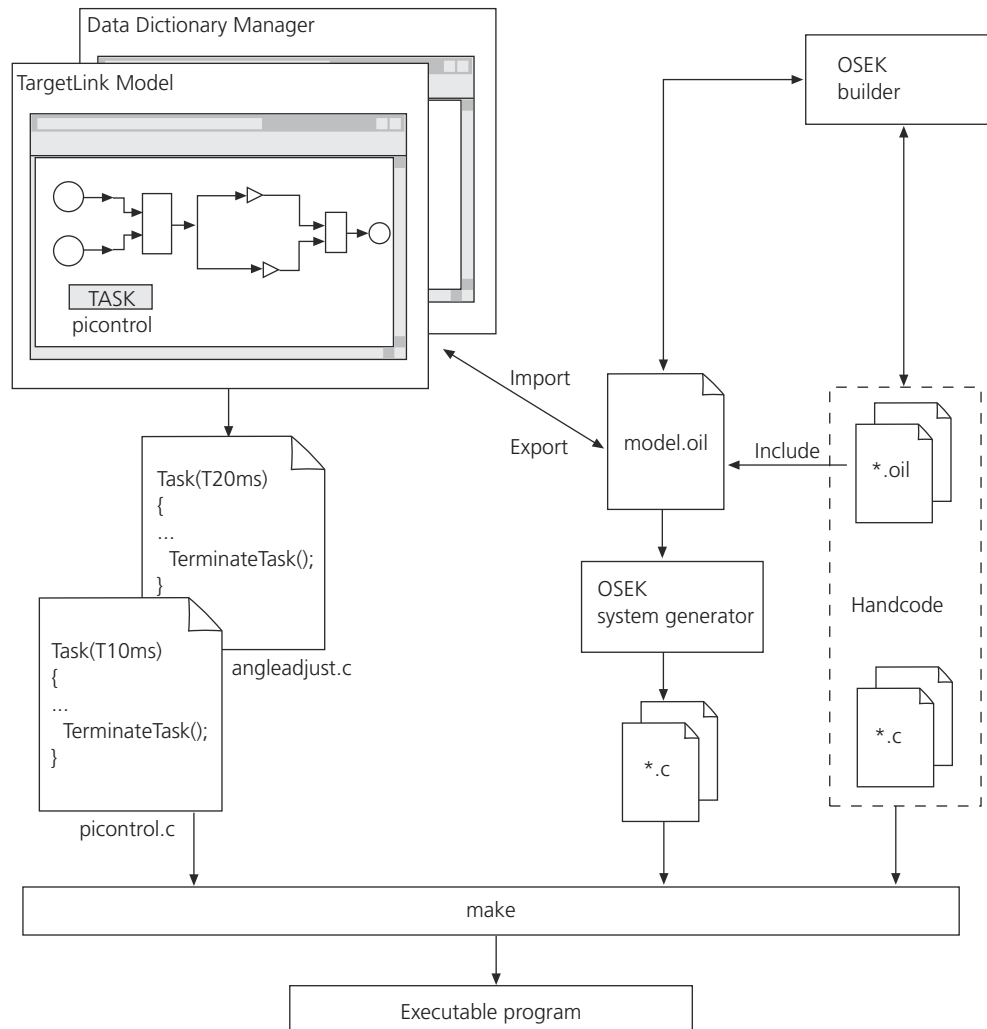 Data Dictionary Manager
TargetLink Model
TASK
picontrol
OSEK
builder
Import
Export
model.oil
Include
*.oil
Handcode
*.c
OSEK
system generator
*.c
Task(T20ms)
{
...
TerminateTask();
}
angleadjust.c
Task(T10ms)
{
...
TerminateTask();
}
picontrol.c
make
Executable program